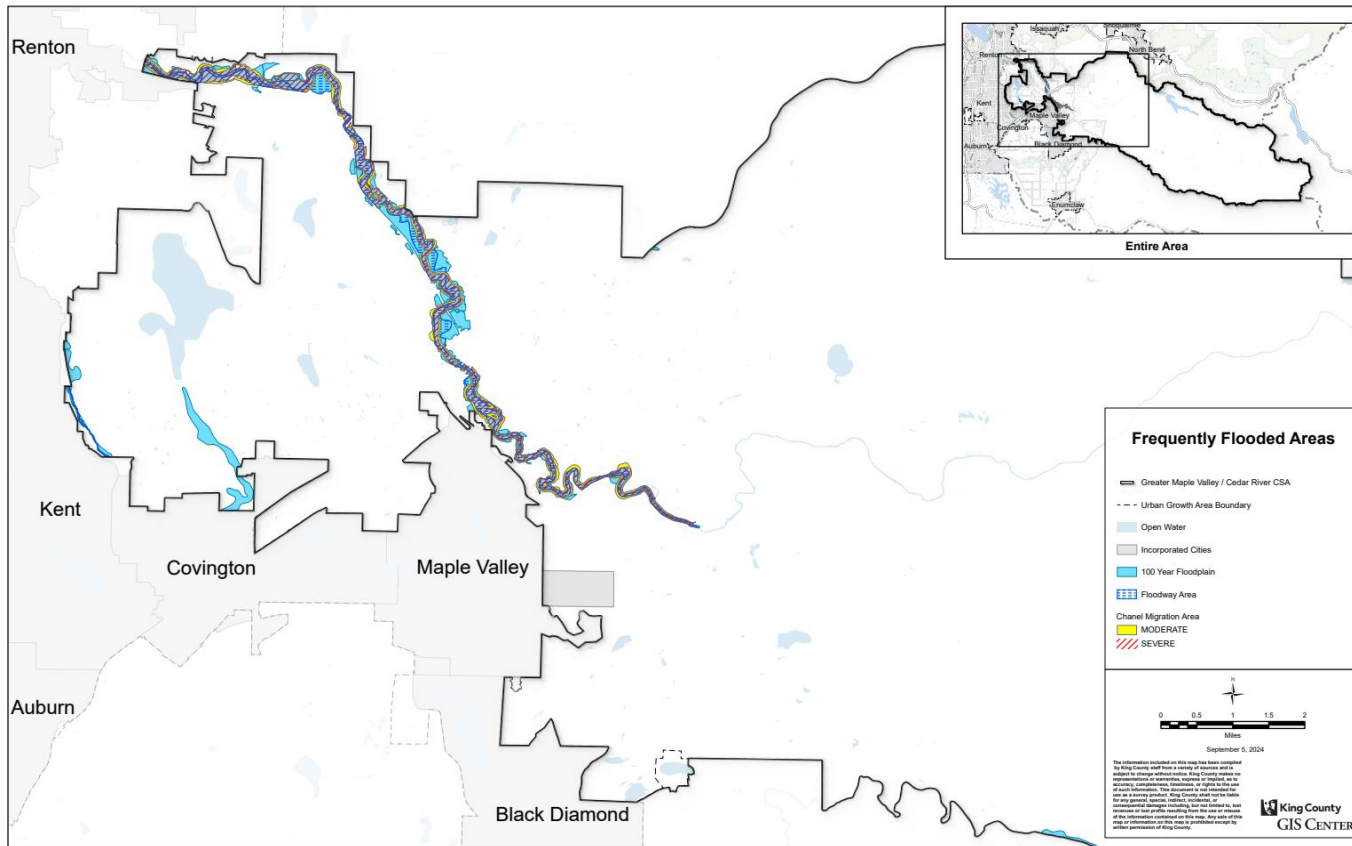 Renton
Kent
Covington
Maple Valley
Auburn
Black Diamond
Issaquah
Snoqualmie
North Bend
Renton
Kent
Maple Valley
Covington
Auburn
Black Diamond
Enumclaw
Entire Area
Frequently Flooded Areas
Greater Maple Valley / Cedar River CSA
Urban Growth Area Boundary
Open Water
Incorporated Cities
100 Year Floodplain
Floodway Area
Chanel Migration Area
MODERATE
SEVERE
N
0 0.5 1 1.5 2
Miles
September 5, 2024
The information included on this map has been compiled
by King County staff from a variety of sources and is
subject to change without notice. King County makes no
representations or warranties, express or implied, as to
accuracy, completeness, timeliness, or rights to the use
of such information. This document is not intended for
use as a survey product. King County shall not be liable
for any general, special, indirect, incidental, or
consequential damages including, but not limited to, lost
revenues or lost profits resulting from the use or misuse
of the information contained on this map. Any sale of this
map or information on this map is prohibited except by
written permission of King County.
King County
GIS CENTER